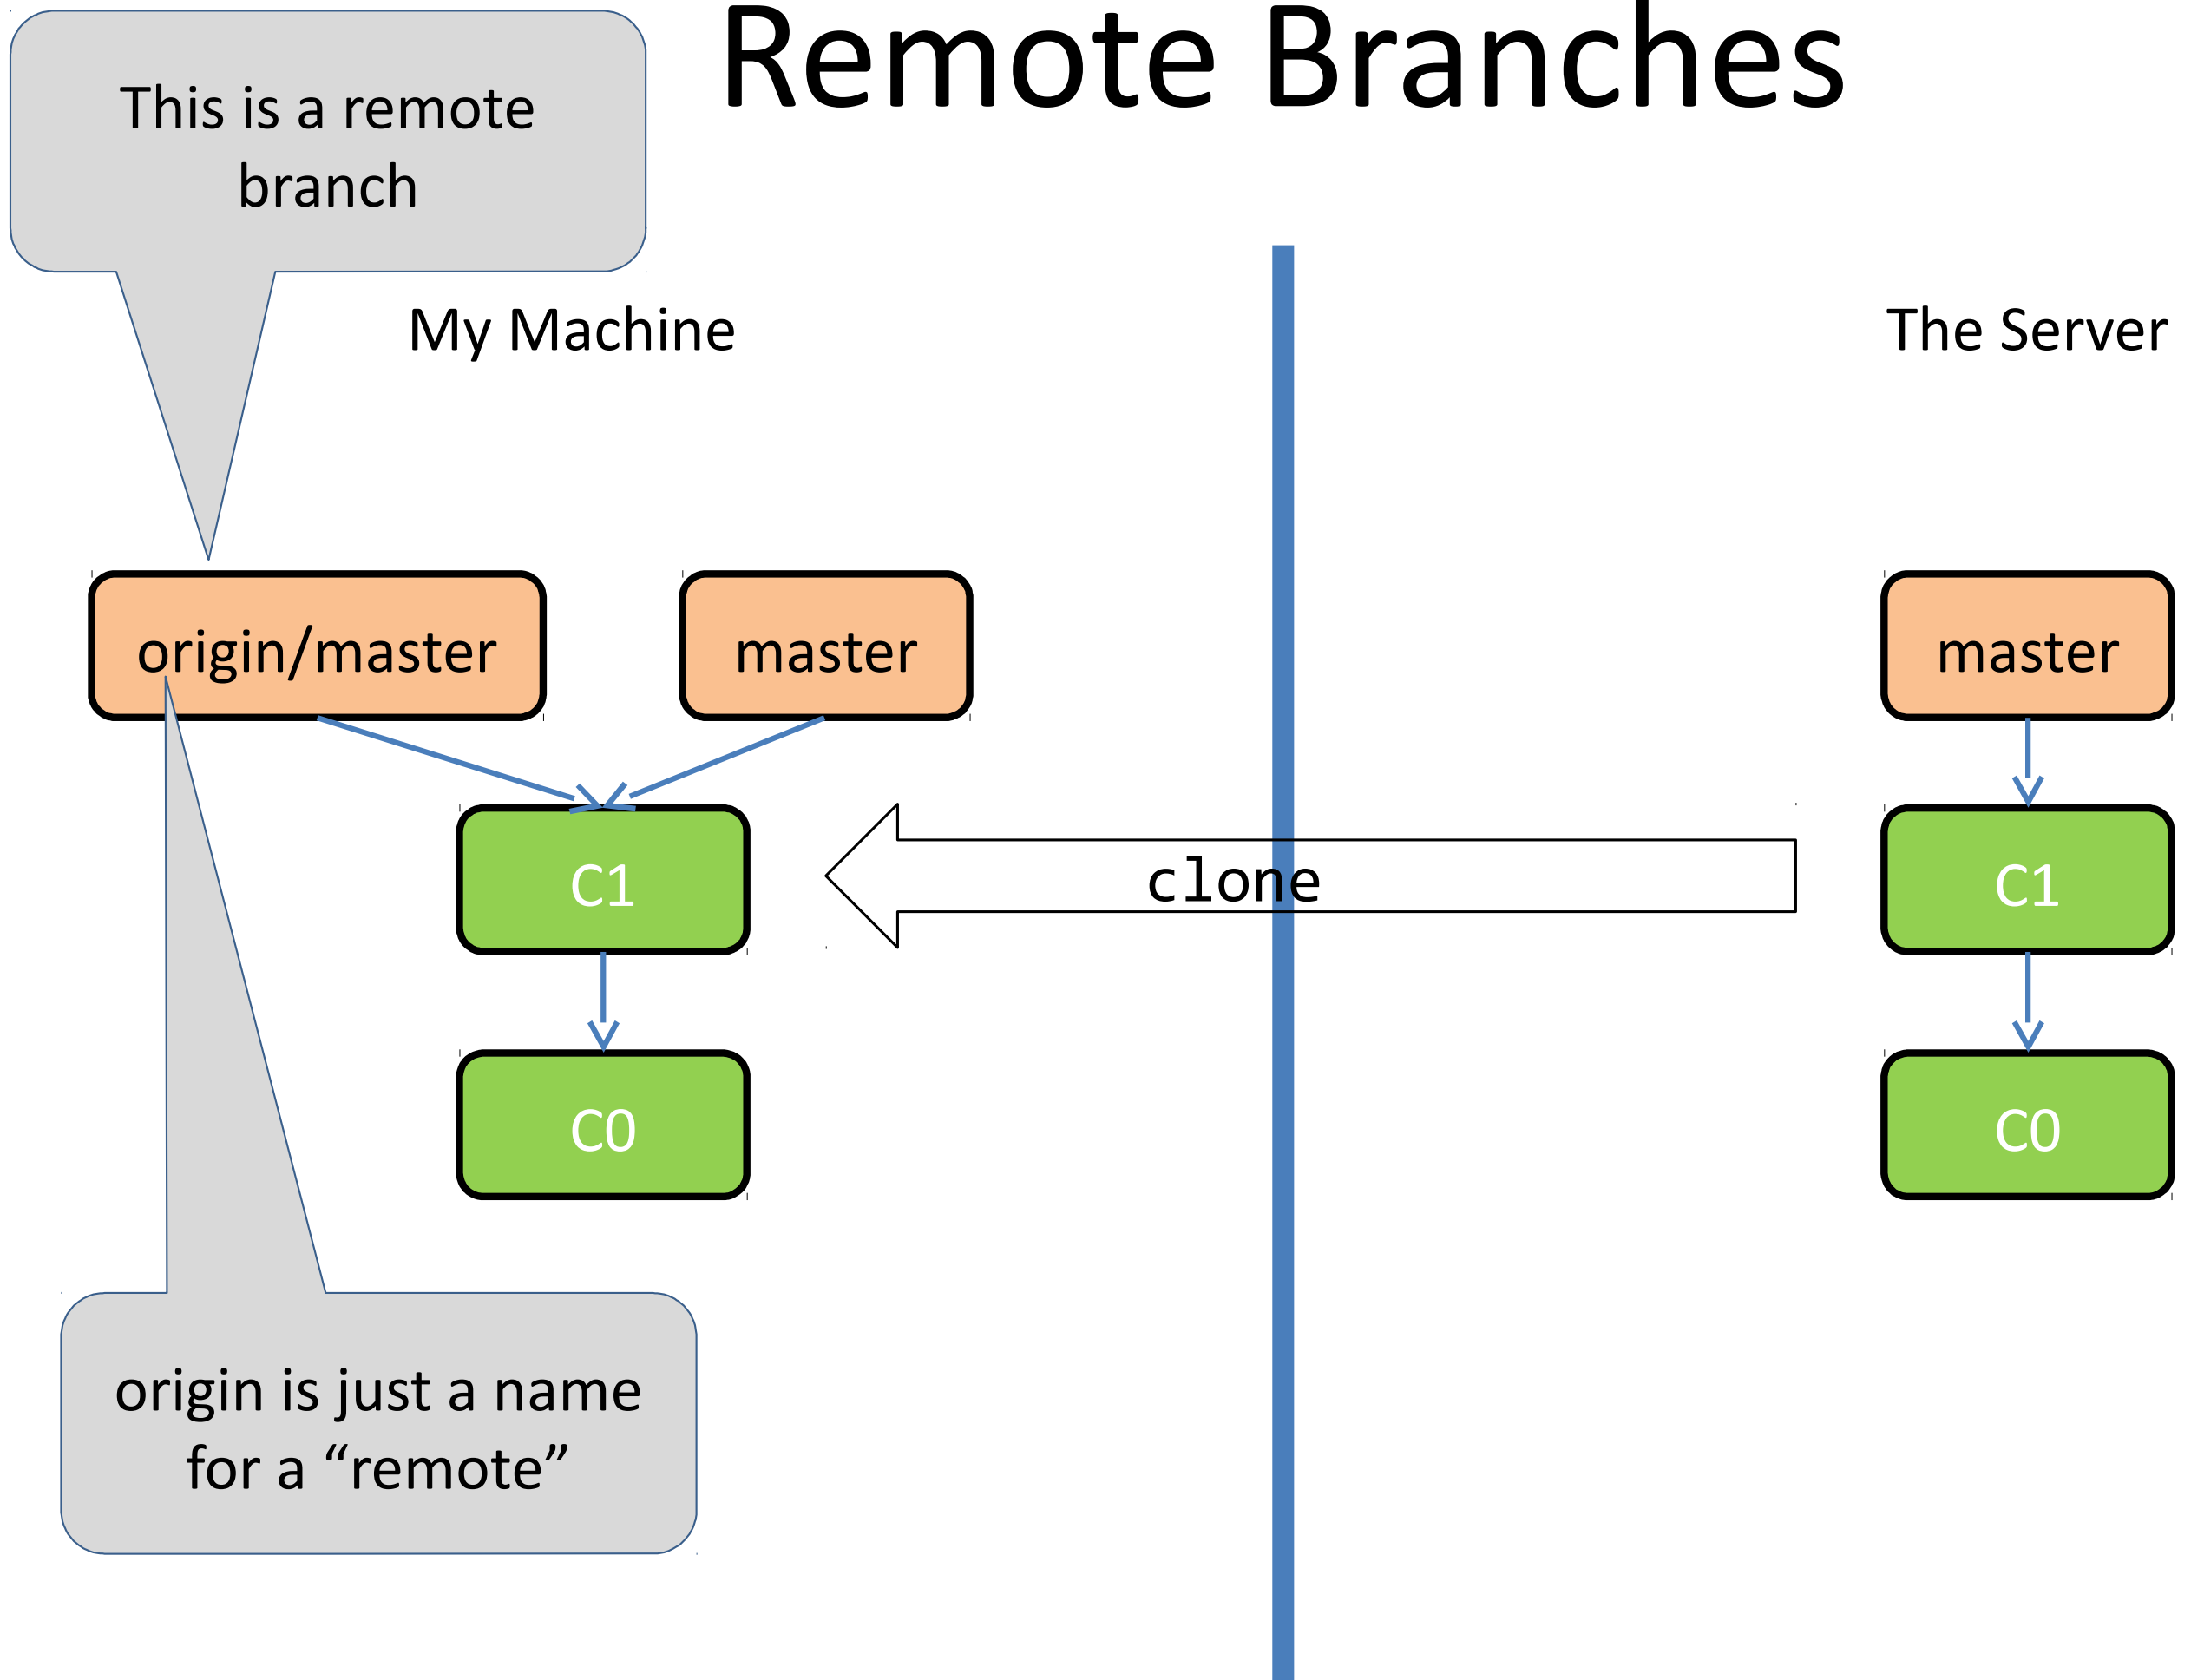 Remote Branches
This is a remote
branch
My Machine
The Server
origin/master
master
master
C1
clone
C1
C0
C0
origin is just a name
for a “remote”